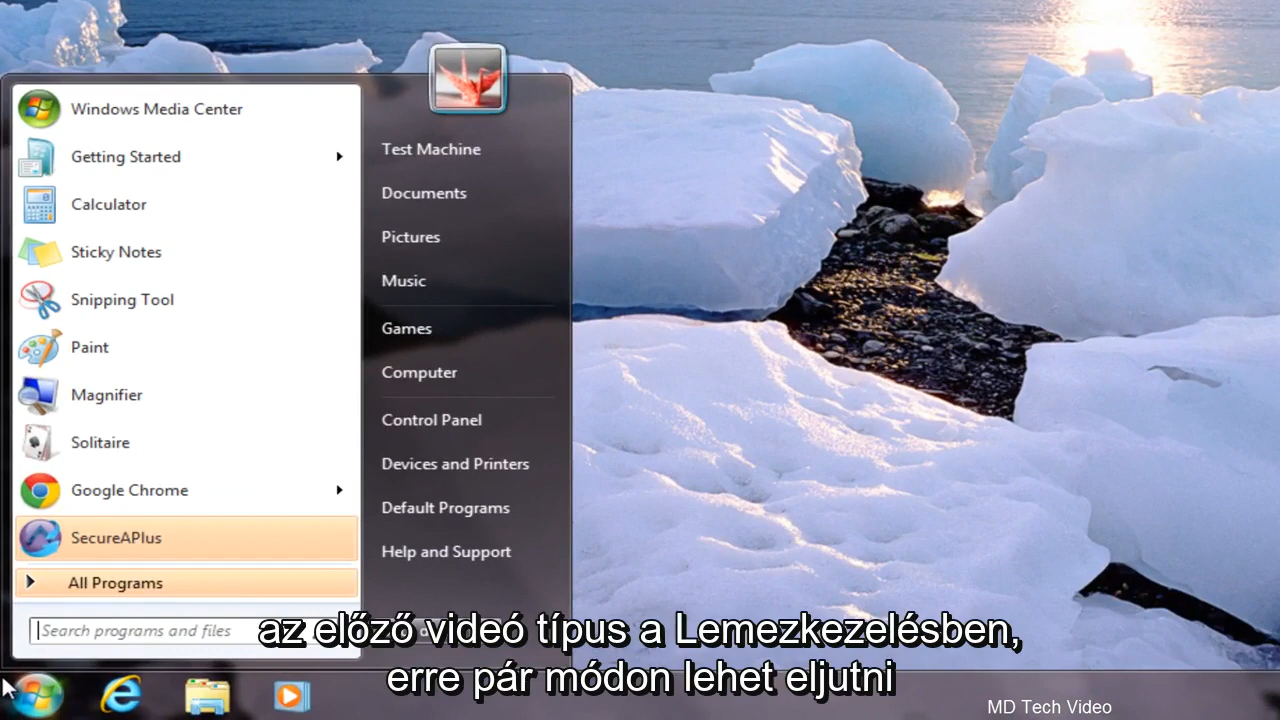 Windows Media Center
Getting Started
Calculator
Sticky Notes
Snipping Tool
Paint
Magnifier
Solitaire
Google Chrome
SecureAPlus
All Programs
Search programs and files
Test Machine
Documents
Pictures
Music
Games
Computer
Control Panel
Devices and Printers
Default Programs
Help and Support
az előző videó típus a Lemezkezelésben,
erre pár módon lehet eljutni
MD Tech Video